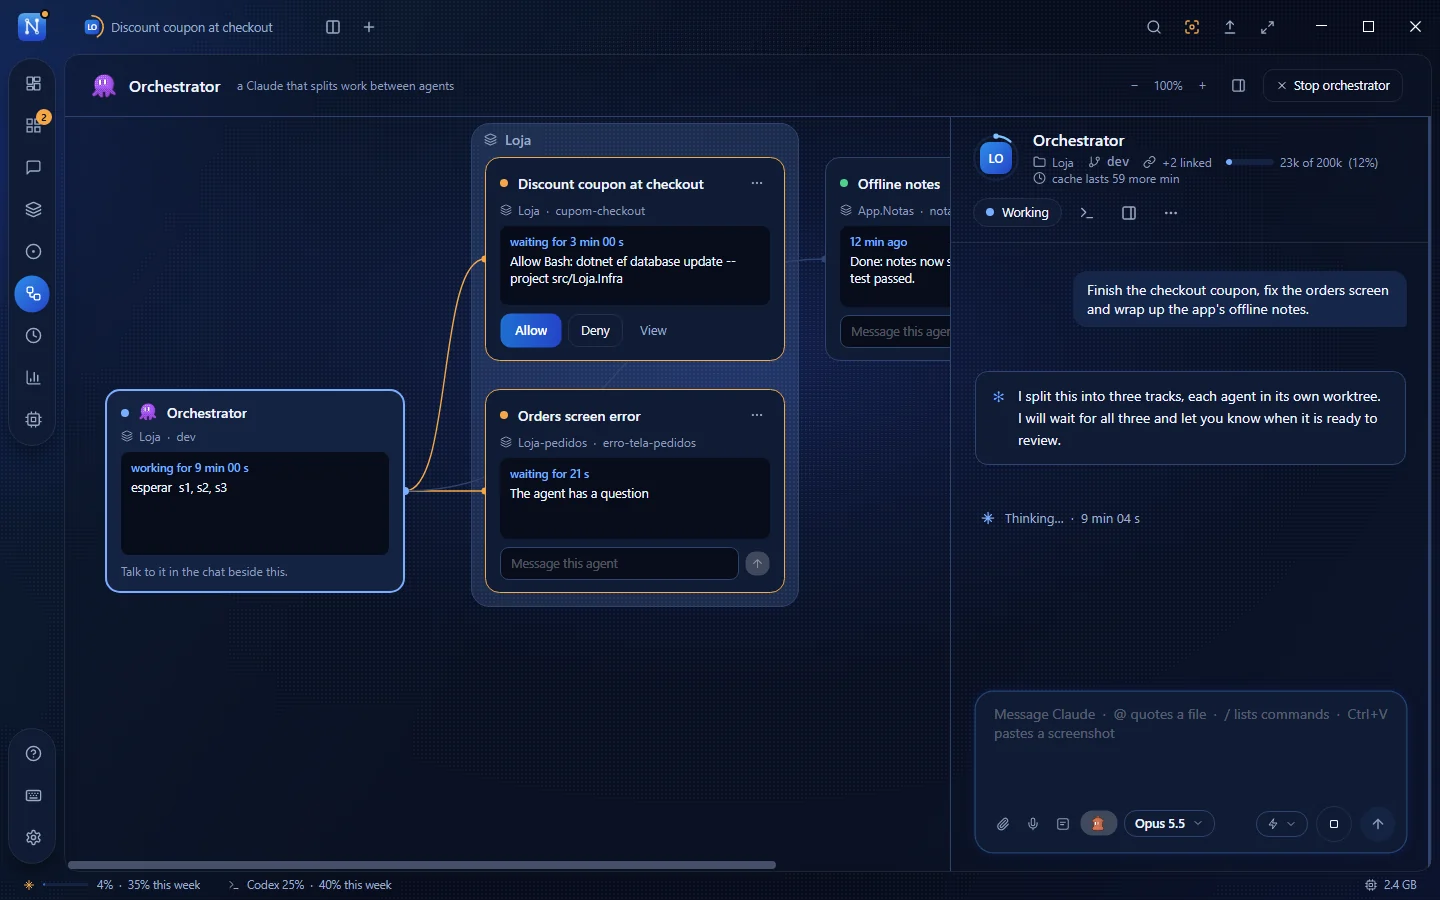 N
LO
Discount coupon at checkout
Orchestrator
a Claude that splits work between agents
100%
Stop orchestrator
2
Loja
Discount coupon at checkout
Loja · cupom-checkout
waiting for 3 min 00 s
Allow Bash: dotnet ef database update --
project src/Loja.Infra
Allow
Deny
View
Offline notes
App.Notas · nota
12 min ago
Done: notes now s
test passed.
Message this agen
Orchestrator
Loja · dev
working for 9 min 00 s
esperar s1, s2, s3
Talk to it in the chat beside this.
Orders screen error
Loja-pedidos · erro-tela-pedidos
waiting for 21 s
The agent has a question
Message this agent
LO
Orchestrator
Loja
dev
+2 linked
23k of 200k (12%)
cache lasts 59 more min
Working
Finish the checkout coupon, fix the orders screen
and wrap up the app's offline notes.
I split this into three tracks, each agent in its own worktree.
I will wait for all three and let you know when it is ready to
review.
Thinking... · 9 min 04 s
Message Claude · @ quotes a file · / lists commands · Ctrl+V
pastes a screenshot
Opus 5.5
4% · 35% this week
Codex 25% · 40% this week
2.4 GB